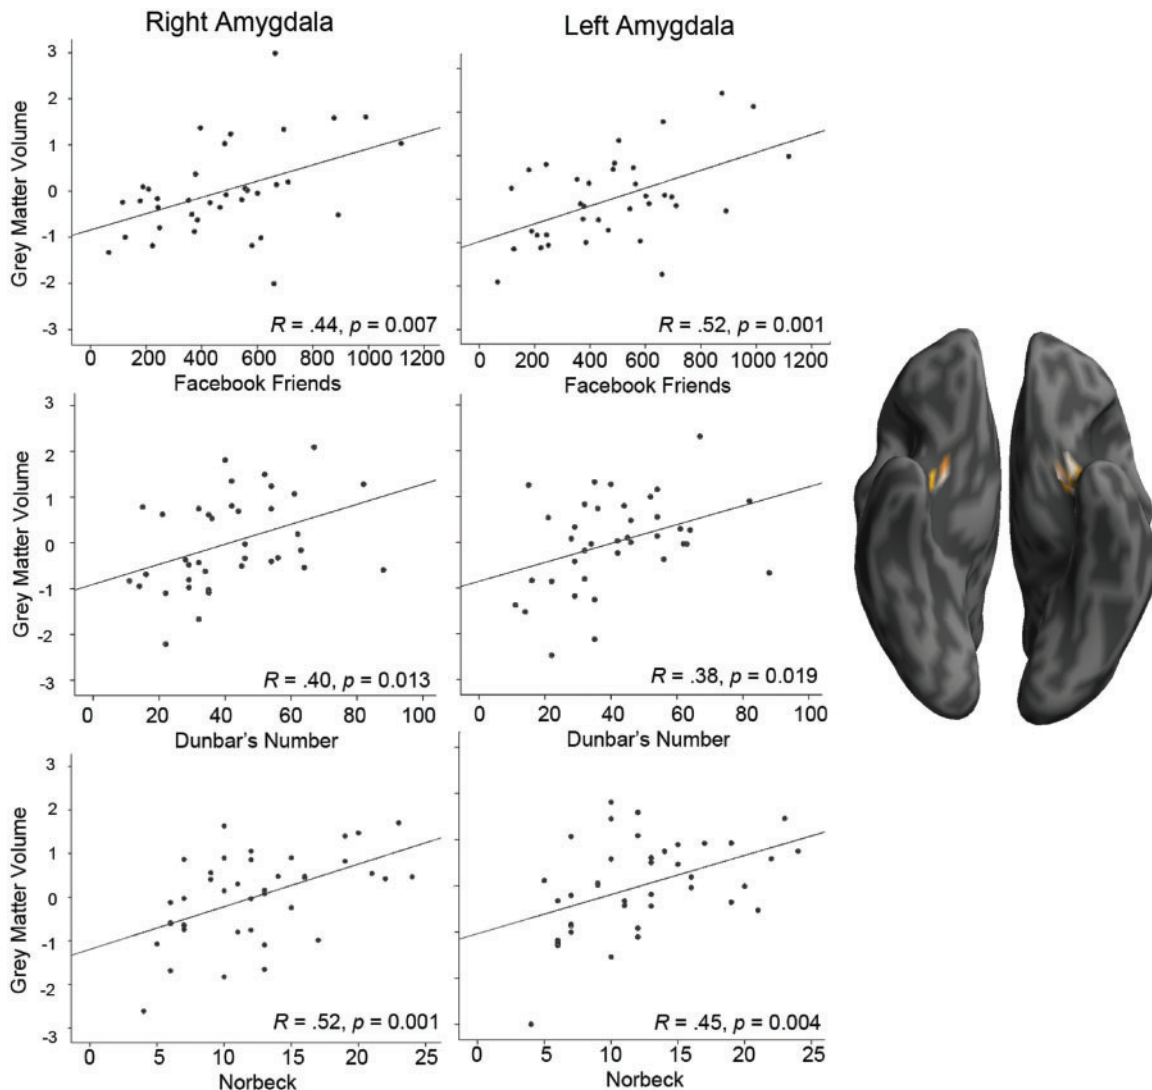 Right Amygdala
Left Amygdala
Grey Matter Volume
3
2
1
0
-1
-2
-3
R = .44, p = 0.007
0 200 400 600 800 1000 1200
Facebook Friends
R = .52, p = 0.001
0 200 400 600 800 1000 1200
Facebook Friends
Grey Matter Volume
3
2
1
0
-1
-2
-3
R = .40, p = 0.013
0 20 40 60 80 100
Dunbar's Number
R = .38, p = 0.019
0 20 40 60 80 100
Dunbar's Number
Grey Matter Volume
3
2
1
0
-1
-2
-3
R = .52, p = 0.001
0 5 10 15 20 25
Norbeck
R = .45, p = 0.004
0 5 10 15 20 25
Norbeck